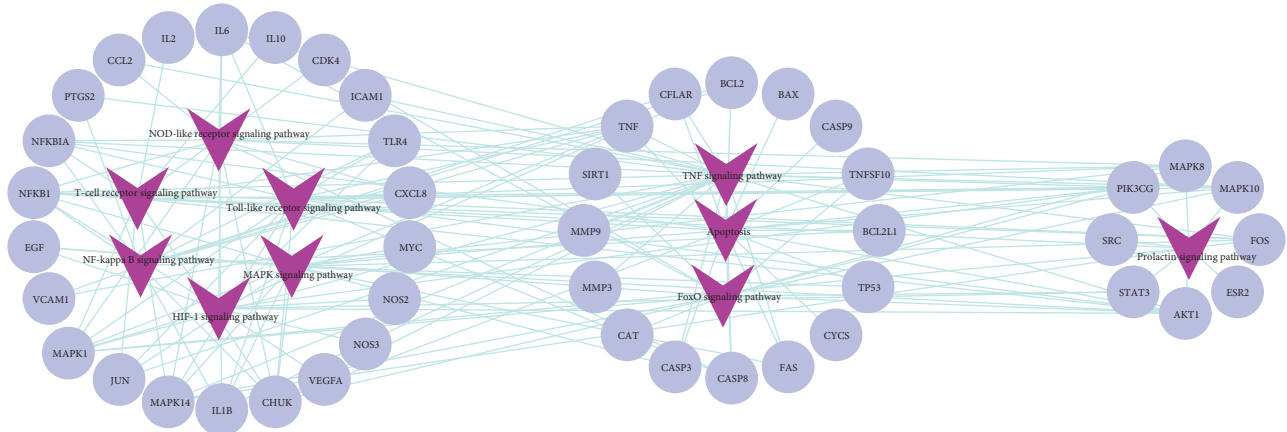 IL6
IL2
IL10
CCL2
CDK4
PTGS2
ICAM1
NFKBIA
NOD-like receptor signaling pathway
TLR4
NFKB1
T-cell receptor signaling pathway
Toll-like receptor signaling pathway
CXCL8
EGF
NF-kappa B signaling pathway
MAPK signaling pathway
MYC
VCAM1
HIF-1 signaling pathway
NOS2
MAPK1
NOS3
JUN
VEGFA
MAPK14
IL1B
CHUK
BCL2
CFLAR
BAX
TNF
CASP9
SIRT1
TNF signaling pathway
TNFSF10
MMP9
Apoptosis
BCL2L1
MMP3
FoxO signaling pathway
TP53
CAT
CYCS
CASP3
CASP8
FAS
MAPK8
PIK3CG
MAPK10
SRC
FOS
Prolactin signaling pathway
STAT3
ESR2
AKT1